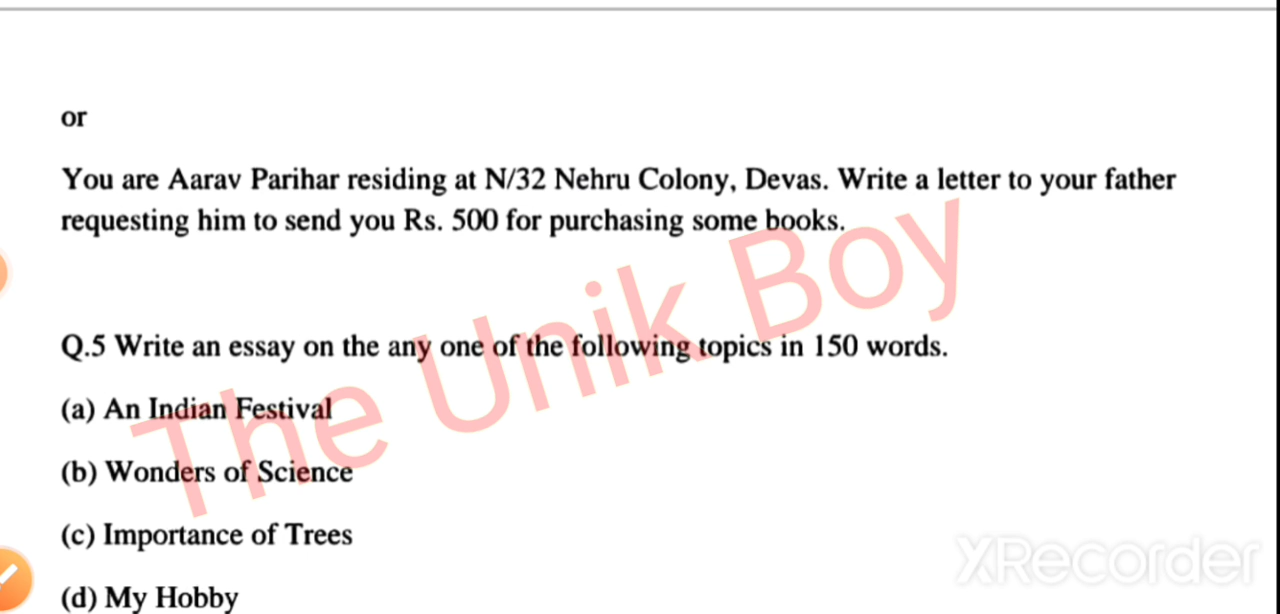 or
You are Aarav Parihar residing at N/32 Nehru Colony, Devas. Write a letter to your father
requesting him to send you Rs. 500 for purchasing some books.
Q.5 Write an essay on the any one of the following topics in 150 words.
(a) An Indian Festival
(b) Wonders of Science
(c) Importance of Trees
(d) My Hobby
The Unik Boy
XRecorder